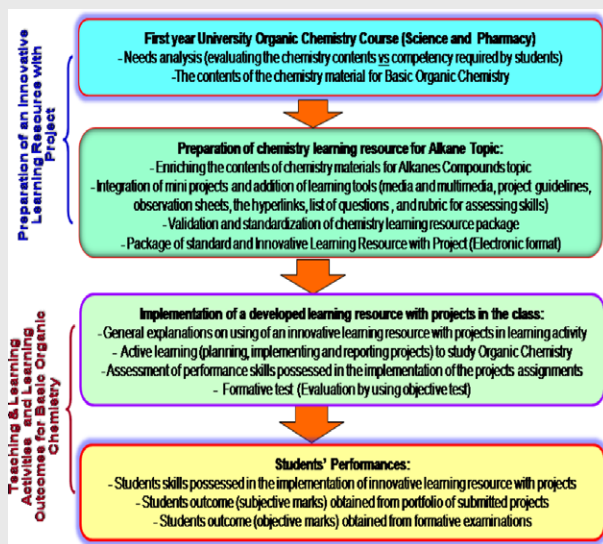 Preparation of an Innovative
Learning Resource with
Project
First year University Organic Chemistry Course (Science and Pharmacy)
- Needs analysis (evaluating the chemistry contents vs competency required by students)
-The contents of the chemistry material for Basic Organic Chemistry
Preparation of chemistry learning resource for Alkane Topic:
- Enriching the contents of chemistry materials for Alkanes Compounds topic
- Integration of mini projects and addition of learning tools (media and multimedia, project guidelines,
observation sheets, the hyperlinks, list of questions , and rubric for assessing skills)
- Validation and standardization of chemistry learning resource package
- Package of standard and Innovative Learning Resource with Project (Electronic format)
Teaching & Learning
Activities and Learning
Outcomes for Basic Organic
Chemistry
Implementation of a developed learning resource with projects in the class:
- General explanations on using of an innovative learning resource with projects in learning activity
- Active learning (planning, implementing and reporting projects) to study Organic Chemistry
- Assessment of performance skills possessed in the implementation of the projects assignments
- Formative test (Evaluation by using objective test)
Students' Performances:
- Students skills possessed in the implementation of innovative learning resource with projects
- Students outcome (subjective marks) obtained from portfolio of submitted projects
- Students outcome (objective marks) obtained from formative examinations